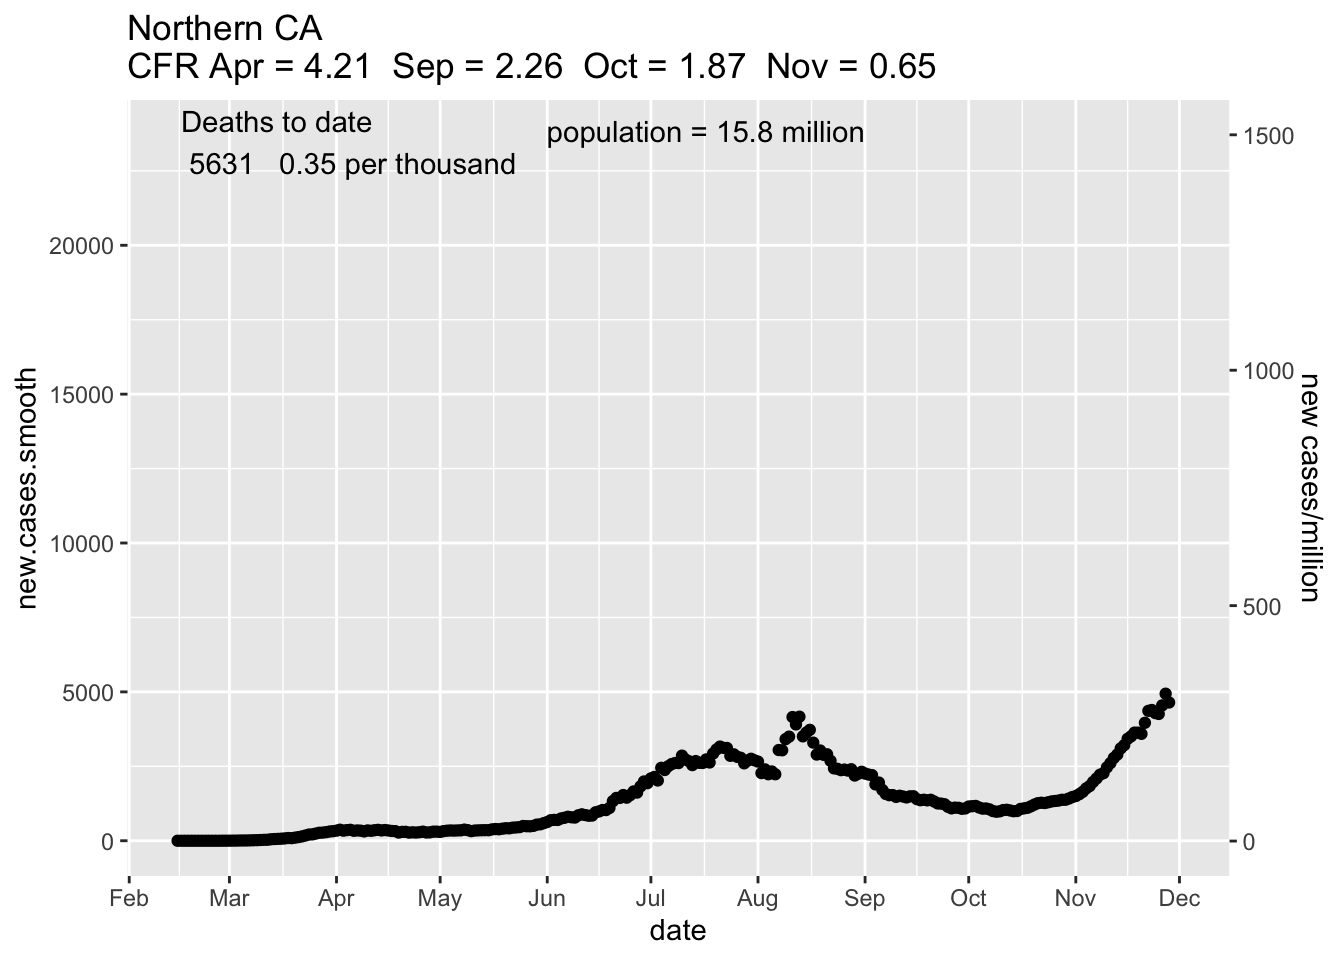 Northern CA
CFR Apr = 4.21  Sep = 2.26  Oct = 1.87  Nov = 0.65
Deaths to date
population = 15.8 million
5631   0.35 per thousand
new.cases.smooth
20000
15000
10000
5000
0
1500
1000
500
0
new cases/million
Feb Mar Apr May Jun Jul Aug Sep Oct Nov Dec
date